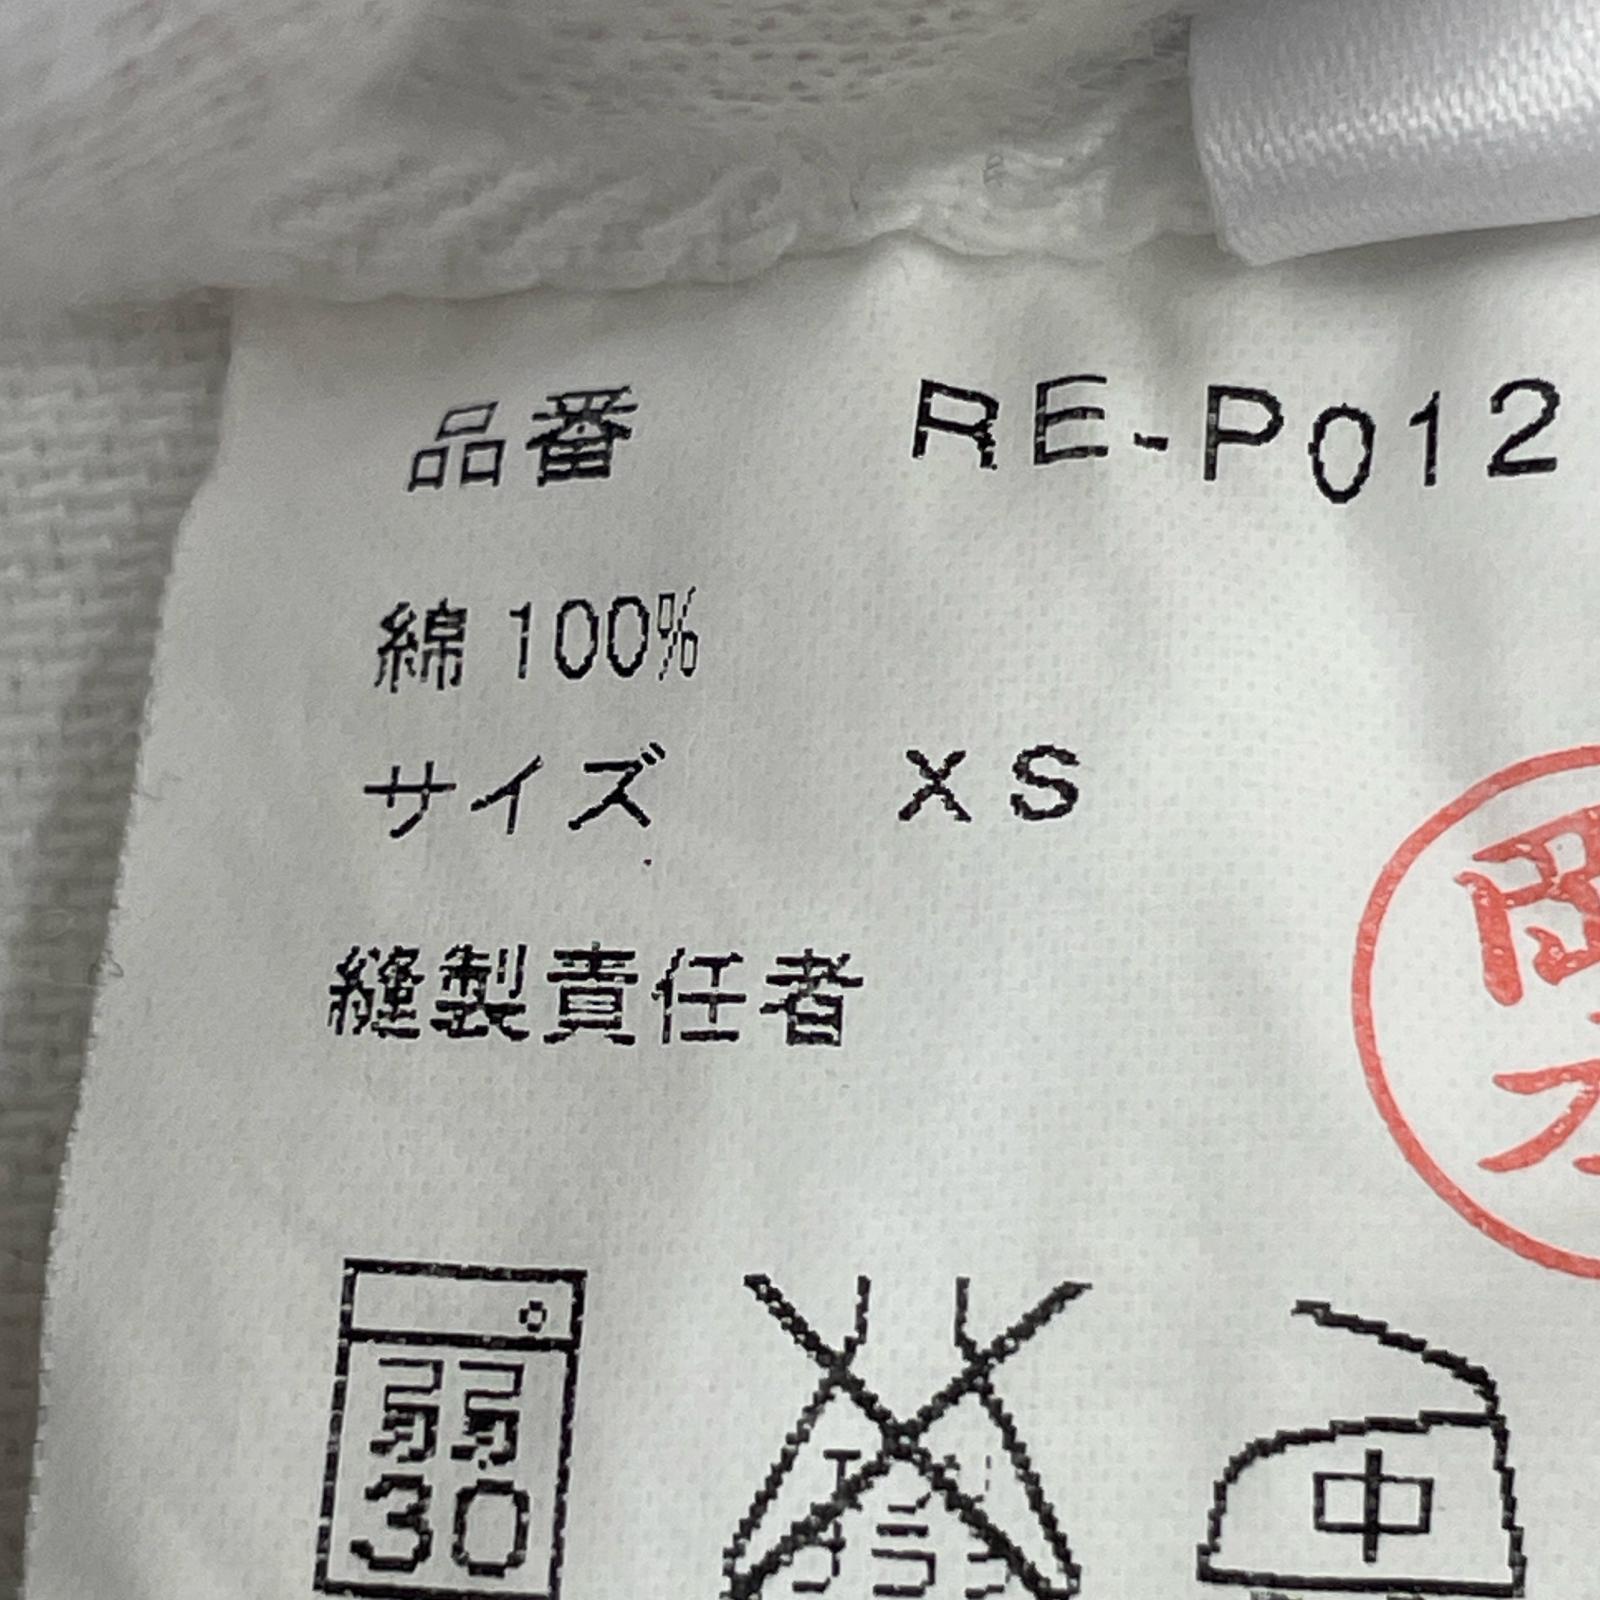 品番 RE-P012
綿 100%
サイズ XS
縫製責任者
弱 中
30